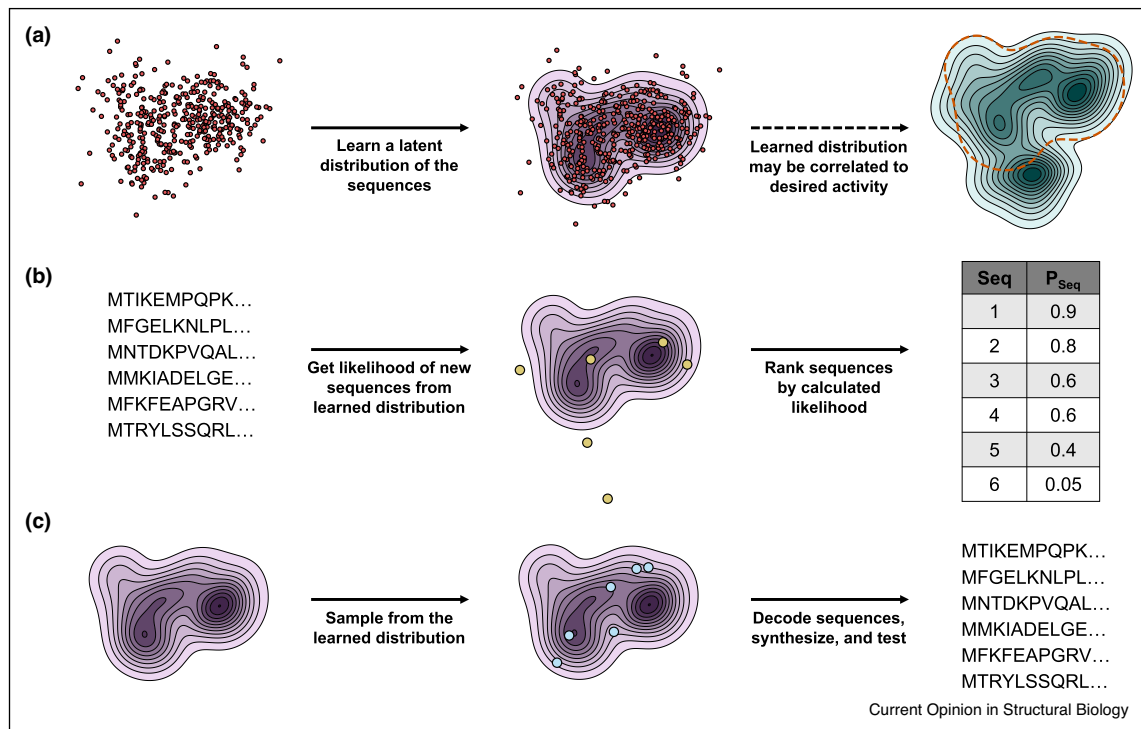 (a)
Learn a latent
distribution of the
sequences
Learned distribution
may be correlated to
desired activity
(b)
MTIKEMPQPK…
MFGELKNLPL…
MNTDKPVQAL…
MMKIADELGE…
MFKFEAPGRV…
MTRYLSSQRL…
Get likelihood of new
sequences from
learned distribution
Rank sequences
by calculated
likelihood
Seq P_Seq
1 0.9
2 0.8
3 0.6
4 0.6
5 0.4
6 0.05
(c)
Sample from the
learned distribution
Decode sequences,
synthesize, and test
MTIKEMPQPK…
MFGELKNLPL…
MNTDKPVQAL…
MMKIADELGE…
MFKFEAPGRV…
MTRYLSSQRL…
Current Opinion in Structural Biology